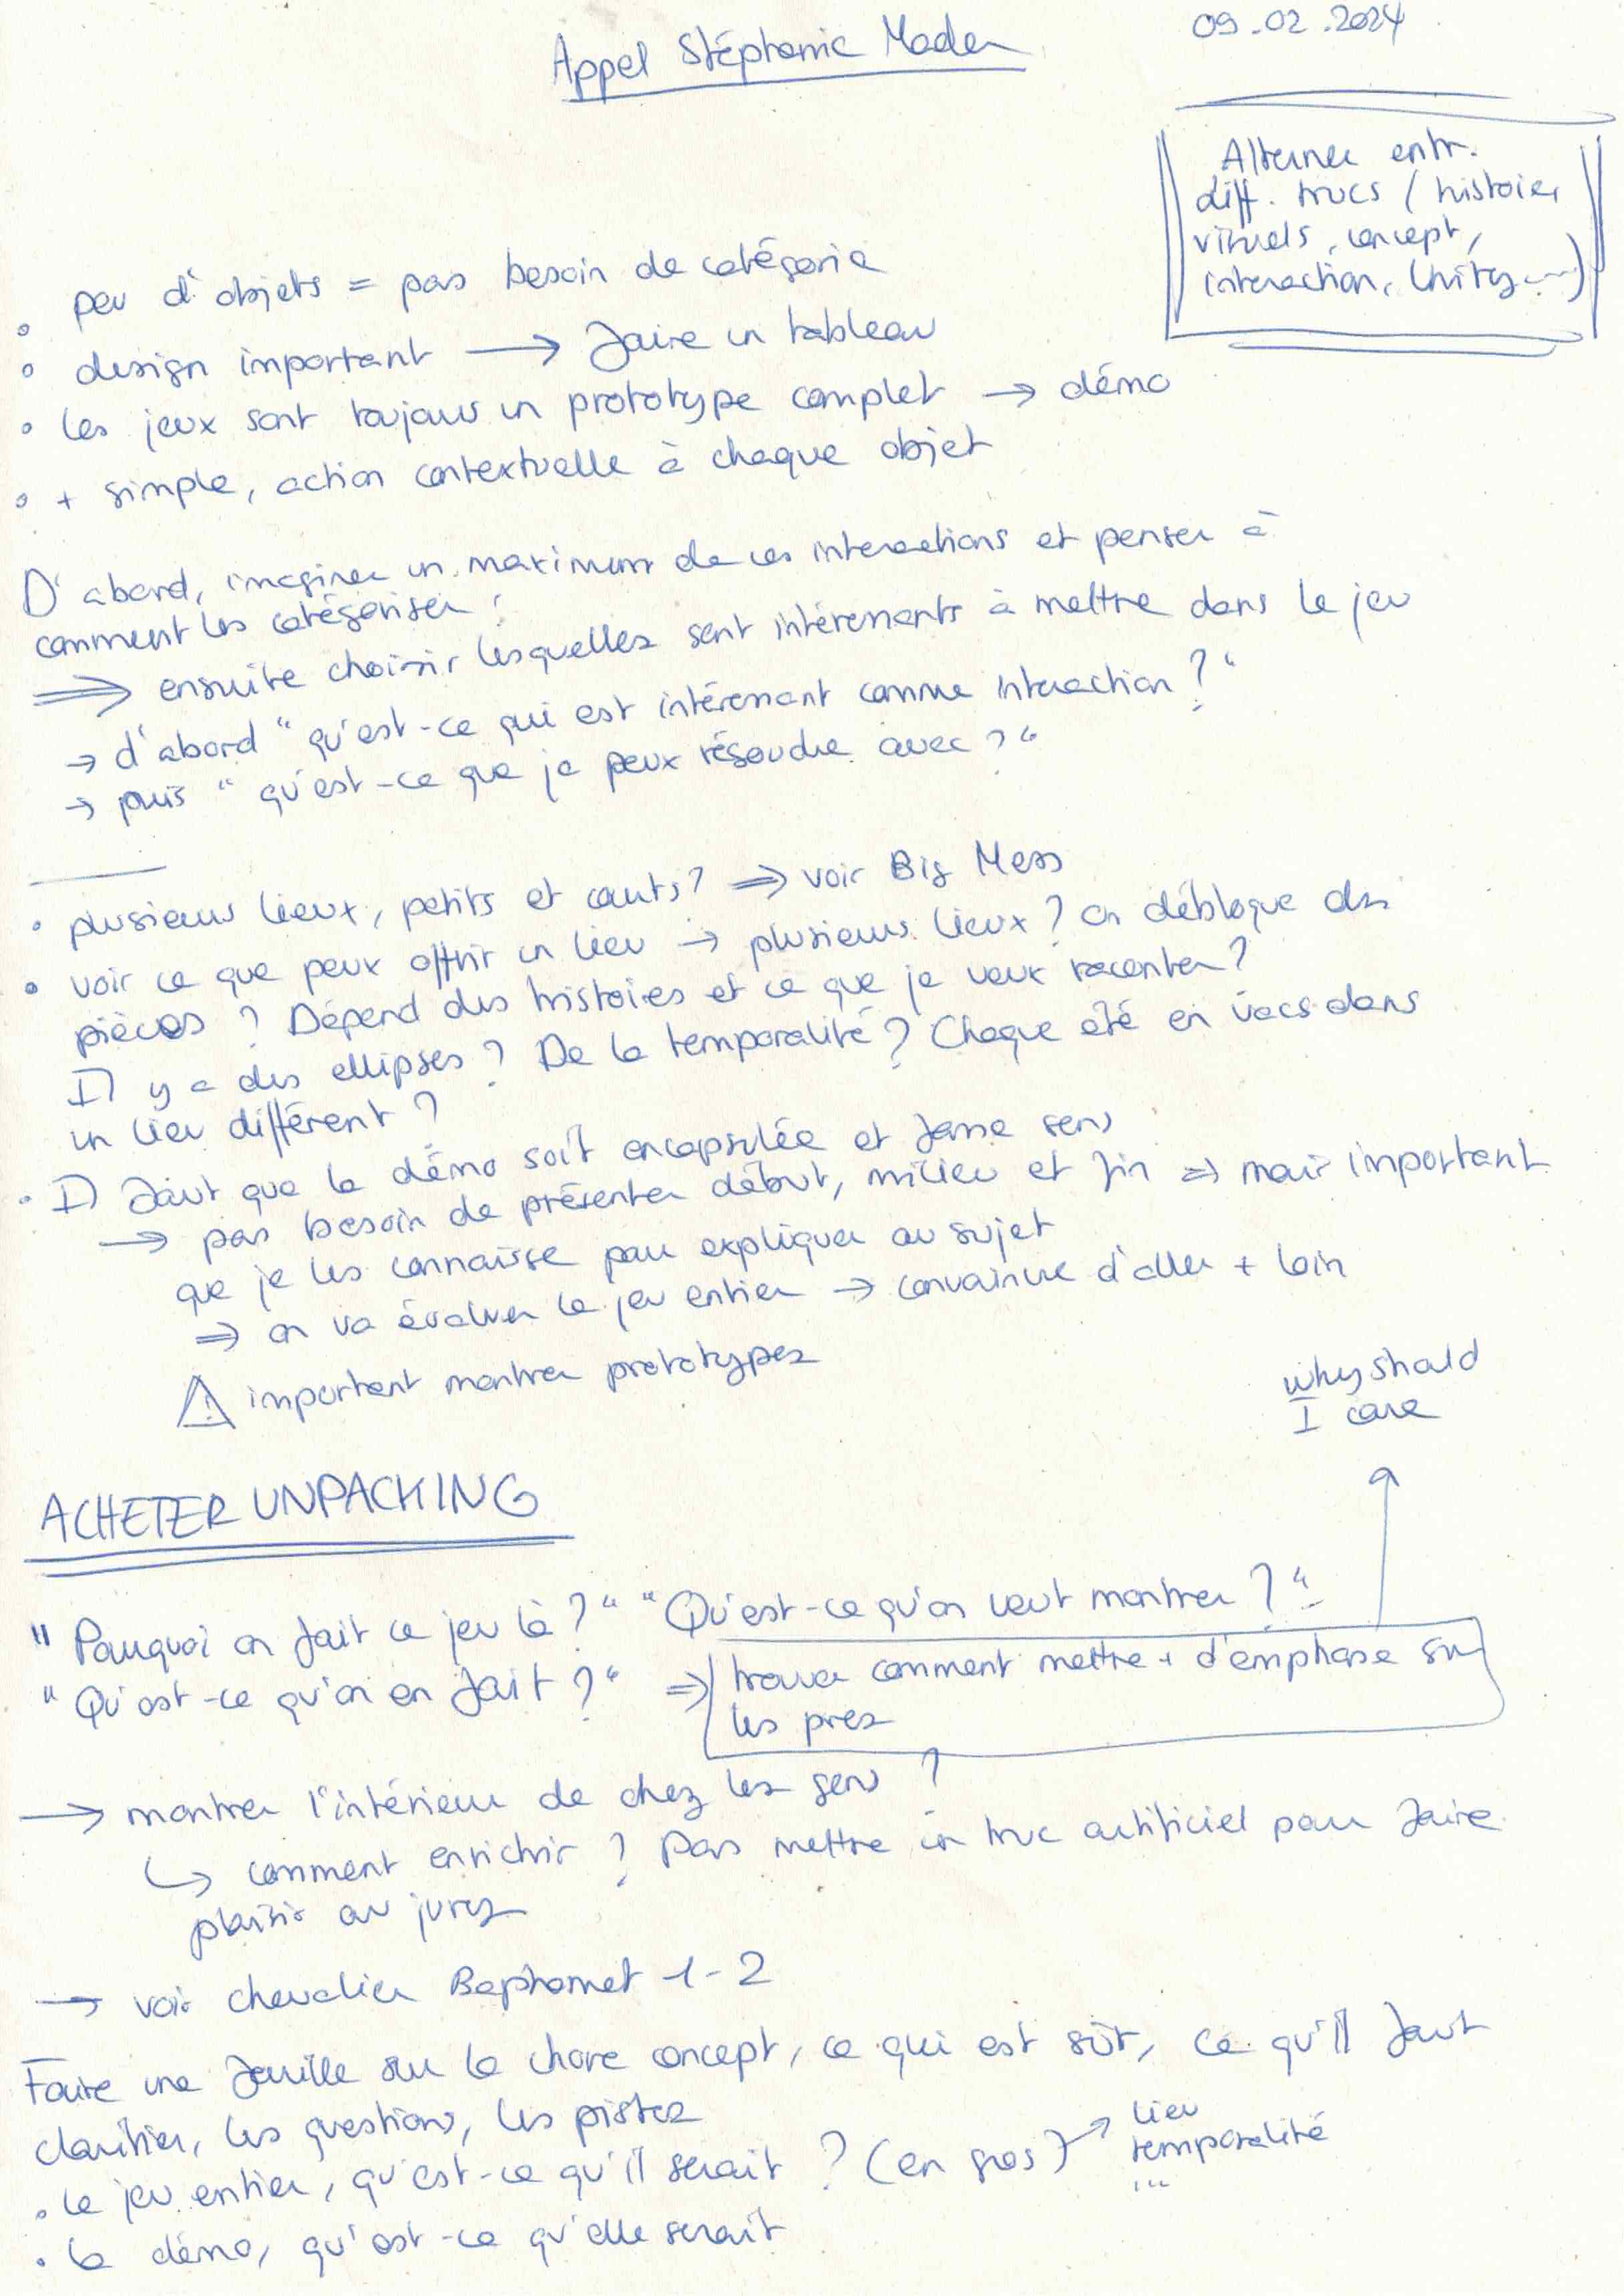 Appel Stéphanie Mader
09.02.2024
Alterner entr.
diff. trucs (histoire,
visuels, concept,
interaction, Unity...)
• peu d'objets = pas besoin de catégorie
• design important → faire un tableau
• les jeux sont toujours un prototype complet → démo
• + simple, action contextuelle à chaque objet
D'abord, imaginer un maximum de ces interactions et penser à
comment les catégoriser !
⇒ ensuite choisir lesquelles sont intéressants à mettre dans le jeu
→ d'abord "qu'est-ce qui est intéressant comme interaction ?"
→ puis "qu'est-ce que je peux résoudre avec ?"
• plusieurs lieux, petits et courts? ⇒ voir Big Mess
• voir ce que peux offrir un lieu → plusieurs lieux ? On débloque des
pièces ? Dépend des histoires et ce que je veux raconter?
Il y a des ellipses ? De la temporalité ? Chaque été en vacs dans
un lieu différent ?
• Il faut que la démo soit encapsulée et fasse sens
→ pas besoin de présenter début, milieu et fin ⇒ mais important
que je les connaisse pour expliquer au sujet
⇒ on va évaluer le jeu entier → convaincre d'aller + loin
⚠ important montrer prototypes
why should
I care
ACHETER UNPACKING
"Pourquoi on fait ce jeu là ?" "Qu'est-ce qu'on veut montrer ?"
"Qu'est-ce qu'on en fait ?" ⇒ trouver comment mettre + d'emphase sur
les prez
→ montrer l'intérieur de chez les gens ?
↳ comment enrichir ? Pas mettre un truc artificiel pour faire
plaisir au jurez
→ voir chevalier Baphomet 1-2
Faire une feuille sur la chose concept, ce qui est sûr, ce qu'il faut
clarifier, les questions, les pistes
• le jeu entier, qu'est-ce qu'il serait ? (en gros) ↗ lieu
temporalité
...
• la démo, qu'est-ce qu'elle serait